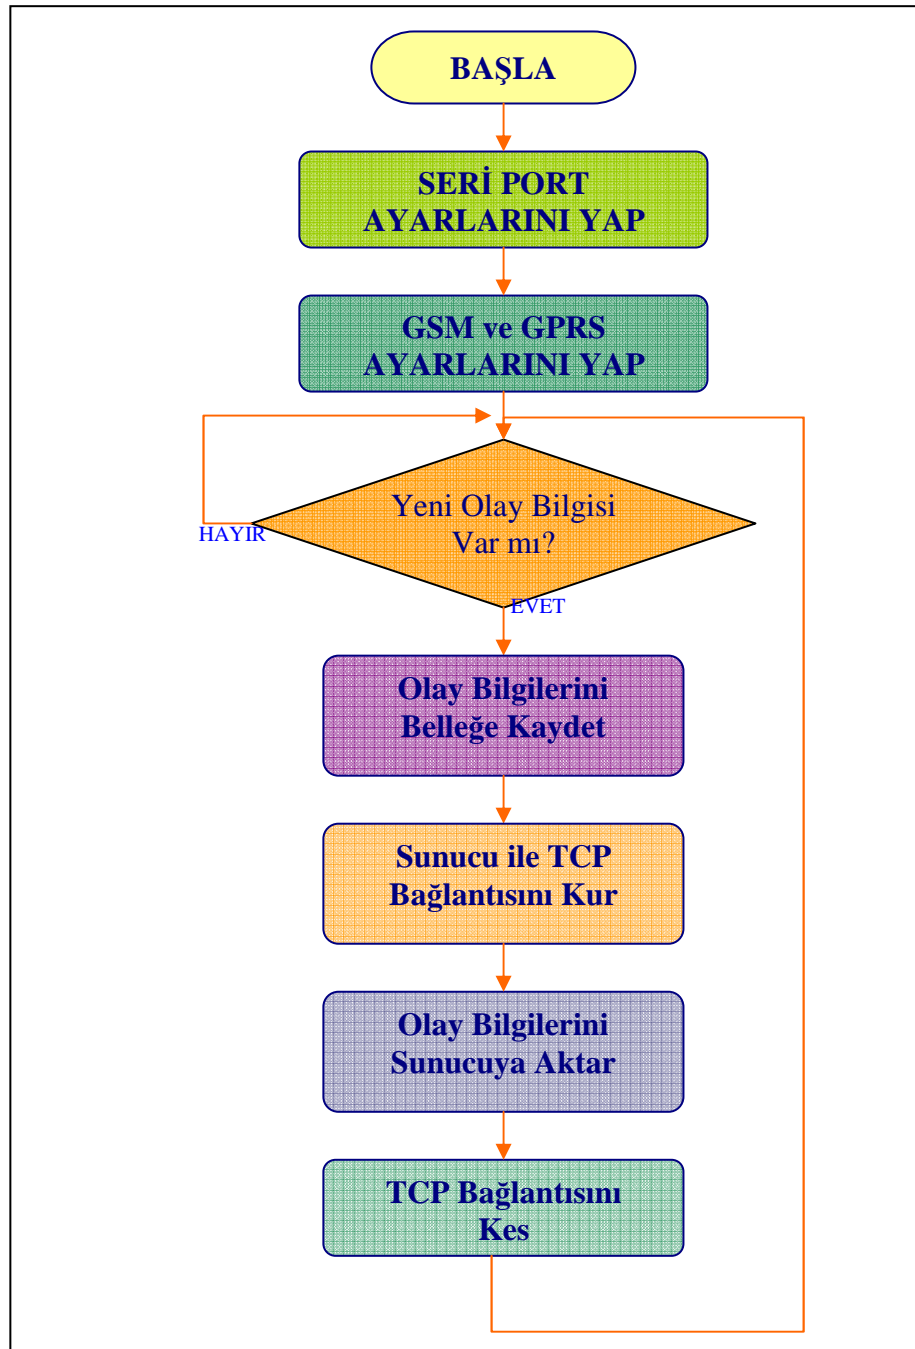 BAŞLA
SERİ PORT
AYARLARINI YAP
GSM ve GPRS
AYARLARINI YAP
Yeni Olay Bilgisi
Var mı?
HAYIR
EVET
Olay Bilgilerini
Belleğe Kaydet
Sunucu ile TCP
Bağlantısını Kur
Olay Bilgilerini
Sunucuya Aktar
TCP Bağlantısını
Kes